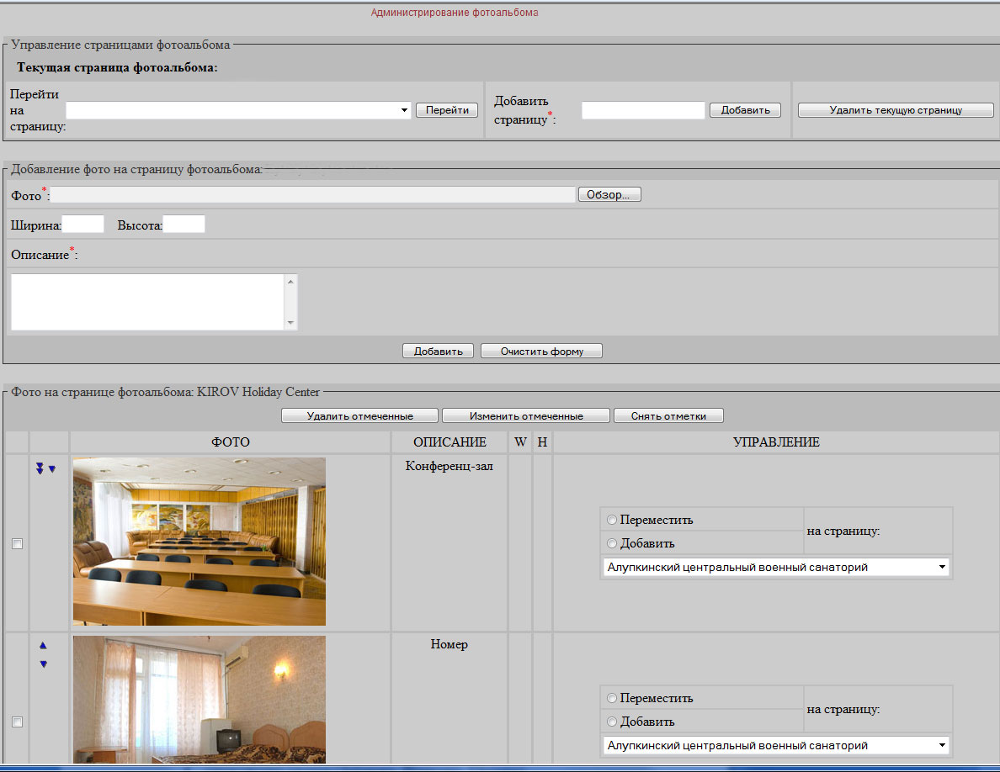 Администрирование фотоальбома
Управление страницами фотоальбома
Текущая страница фотоальбома:
Перейти
на
страницу:
Перейти
Добавить
страницу*:
Добавить
Удалить текущую страницу
Добавление фото на страницу фотоальбома:
Фото*:
Обзор...
Ширина: Высота:
Описание*:
Добавить Очистить форму
Фото на странице фотоальбома: KIROV Holiday Center
Удалить отмеченные Изменить отмеченные Снять отметки
ФОТО ОПИСАНИЕ W H УПРАВЛЕНИЕ
Конференц-зал
Переместить
Добавить
на страницу:
Алупкинский центральный военный санаторий
Номер
Переместить
Добавить
на страницу:
Алупкинский центральный военный санаторий